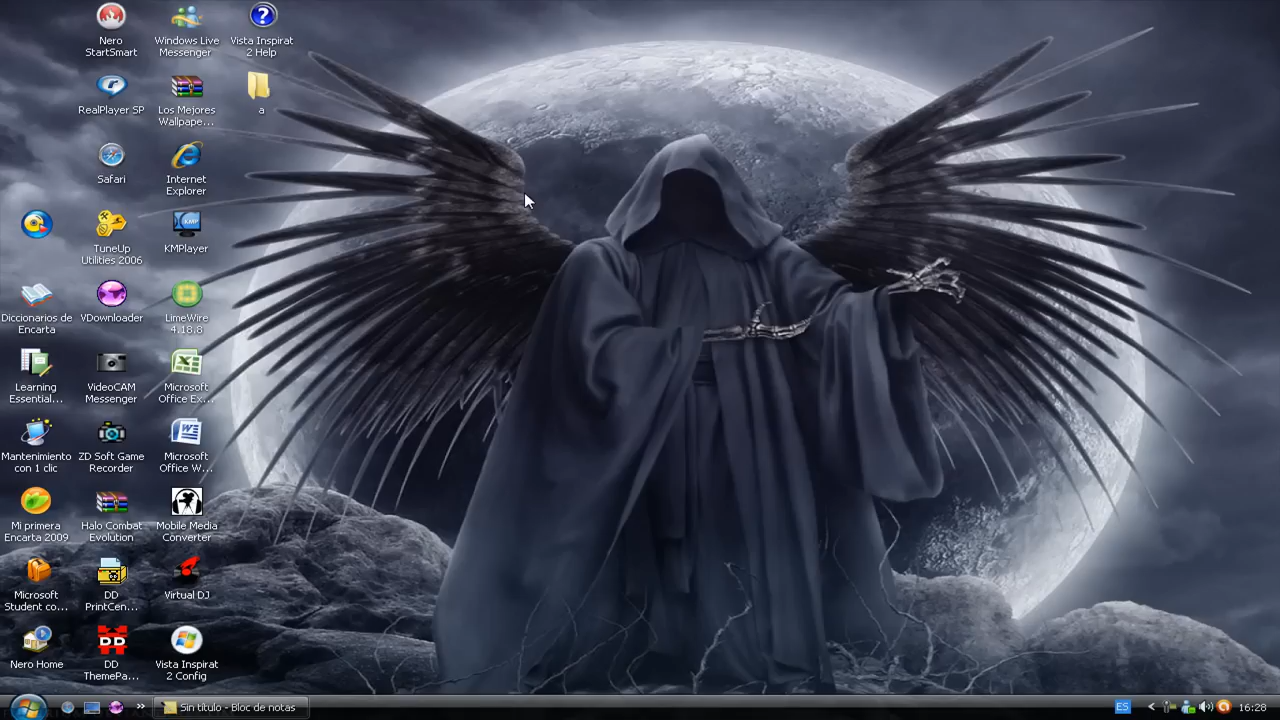 Nero
StartSmart
Windows Live
Messenger
Vista Inspirat
2 Help
RealPlayer SP
Los Mejores
Wallpape...
a
Safari
Internet
Explorer
TuneUp
Utilities 2006
KMPlayer
KMP
Diccionarios de
Encarta
VDownloader
LimeWire
4.18.8
Learning
Essential...
VideoCAM
Messenger
Microsoft
Office Ex...
Mantenimiento
con 1 clic
ZD Soft Game
Recorder
Microsoft
Office W...
Mi primera
Encarta 2009
Halo Combat
Evolution
Mobile Media
Converter
Microsoft
Student co...
DD
PrintCen...
Virtual DJ
Nero Home
DD
DD
ThemePa...
Vista Inspirat
2 Config
Sin título - Bloc de notas
ES
16:28